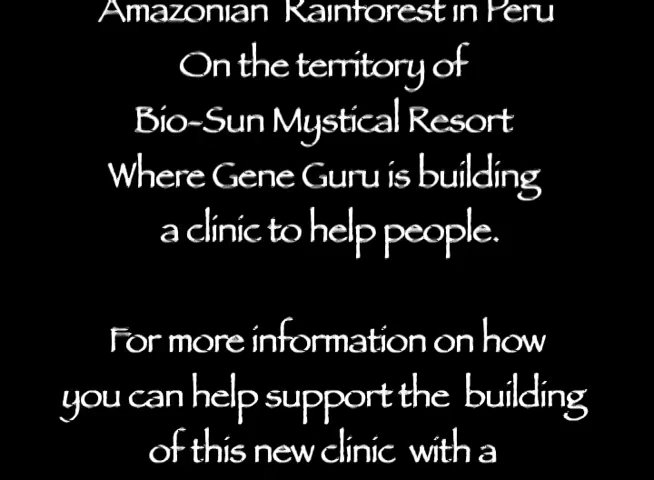 Amazonian Rainforest in Peru
On the territory of
Bio-Sun Mystical Resort
Where Gene Guru is building
a clinic to help people.
For more information on how
you can help support the building
of this new clinic with a